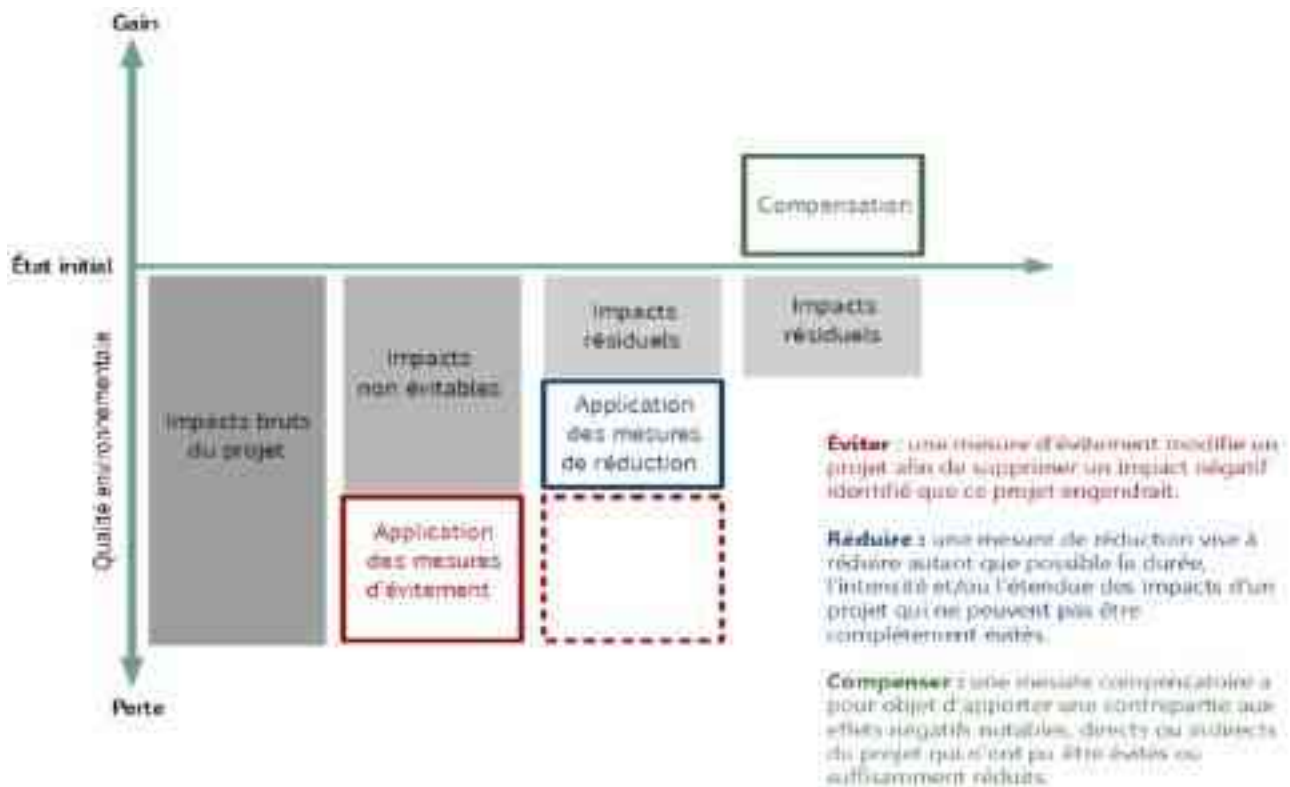 Gain
Compensation
État initial
Qualité environnementale
Impacts bruts
du projet
Impacts
non évitables
Application
des mesures
d'évitement
Impacts
résiduels
Application
des mesures
de réduction
Impacts
résiduels
Perte
Éviter : une mesure d'évitement modifie un
projet afin de supprimer un impact négatif
identifié que ce projet engendrait.
Réduire : une mesure de réduction vise à
réduire autant que possible la durée,
l'intensité et/ou l'étendue des impacts d'un
projet qui ne peuvent pas être
complètement évités.
Compenser : une mesure compensatoire a
pour objet d'apporter une contrepartie aux
effets négatifs notables, directs ou indirects
du projet qui n'ont pu être évités ou
suffisamment réduits.